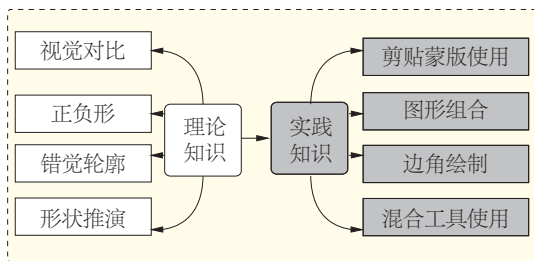 视觉对比
正负形
错觉轮廓
形状推演
理论
知识
实践
知识
剪贴蒙版使用
图形组合
边角绘制
混合工具使用